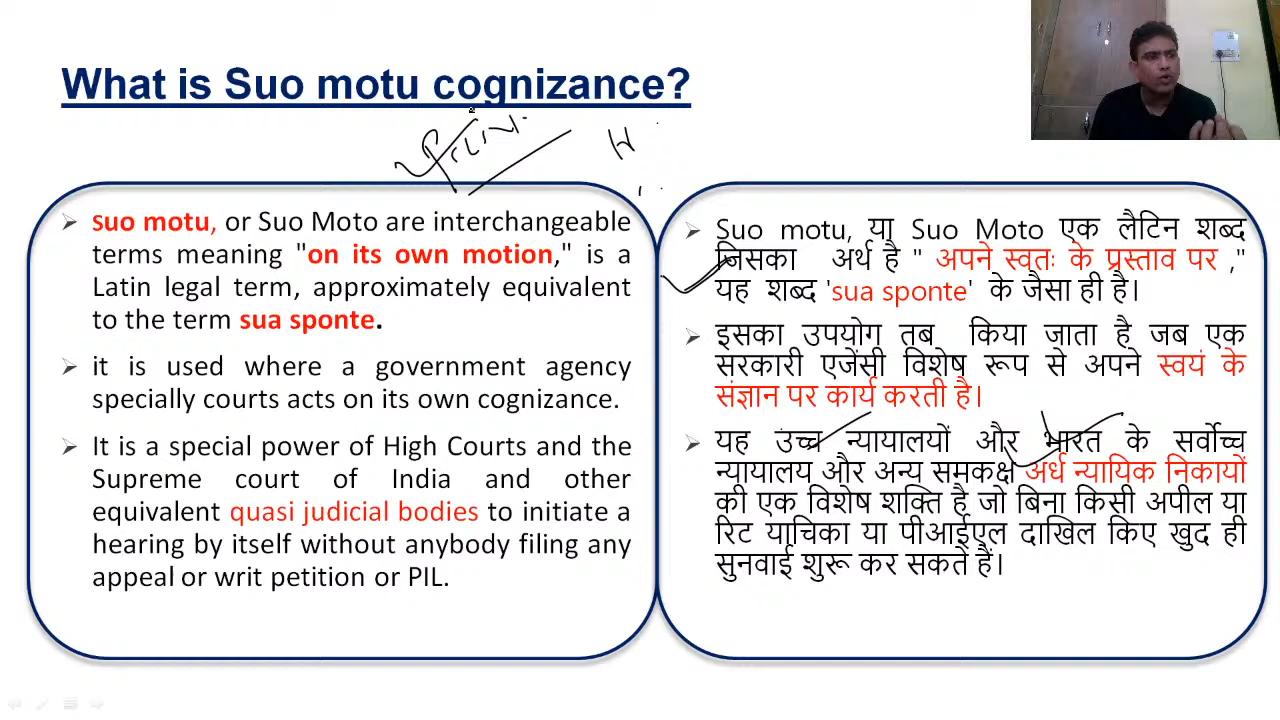 What is Suo motu cognizance?
H
suo motu, or Suo Moto are interchangeable
terms meaning "on its own motion," is a
Latin legal term, approximately equivalent
to the term sua sponte.
it is used where a government agency
specially courts acts on its own cognizance.
It is a special power of High Courts and the
Supreme court of India and other
equivalent quasi judicial bodies to initiate a
hearing by itself without anybody filing any
appeal or writ petition or PIL.
Suo motu, या Suo Moto एक लैटिन शब्द
जिसका अर्थ है " अपने स्वतः के प्रस्ताव पर ,"
यह शब्द 'sua sponte' के जैसा ही है।
इसका उपयोग तब किया जाता है जब एक
सरकारी एजेंसी विशेष रूप से अपने स्वयं के
संज्ञान पर कार्य करती है।
यह उच्च न्यायालयों और भारत के सर्वोच्च
न्यायालय और अन्य समकक्ष अर्ध न्यायिक निकायों
की एक विशेष शक्ति है जो बिना किसी अपील या
रिट याचिका या पीआईएल दाखिल किए खुद ही
सुनवाई शुरू कर सकते हैं।